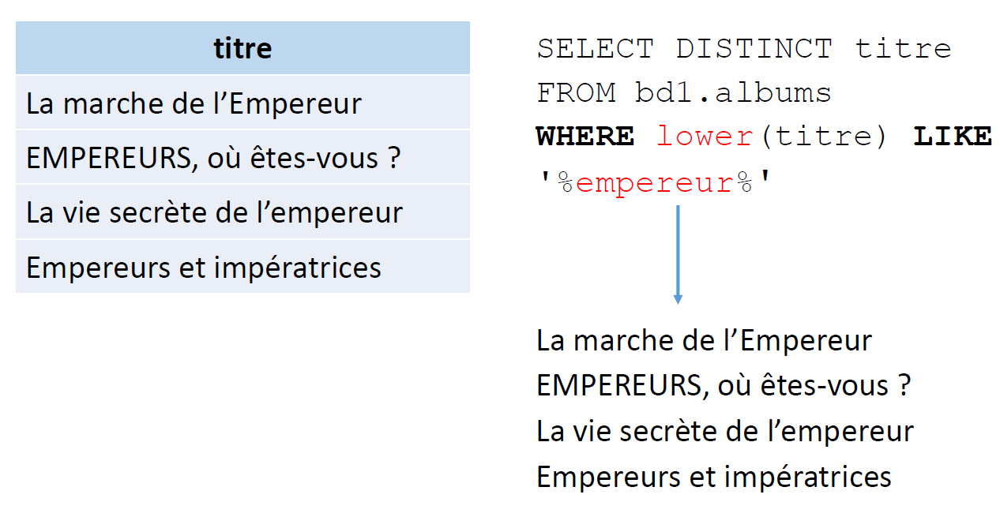 titre
La marche de l’Empereur
EMPEREURS, où êtes-vous ?
La vie secrète de l’empereur
Empereurs et impératrices
SELECT DISTINCT titre
FROM bd1.albums
WHERE lower(titre) LIKE
'%empereur%'
La marche de l’Empereur
EMPEREURS, où êtes-vous ?
La vie secrète de l’empereur
Empereurs et impératrices